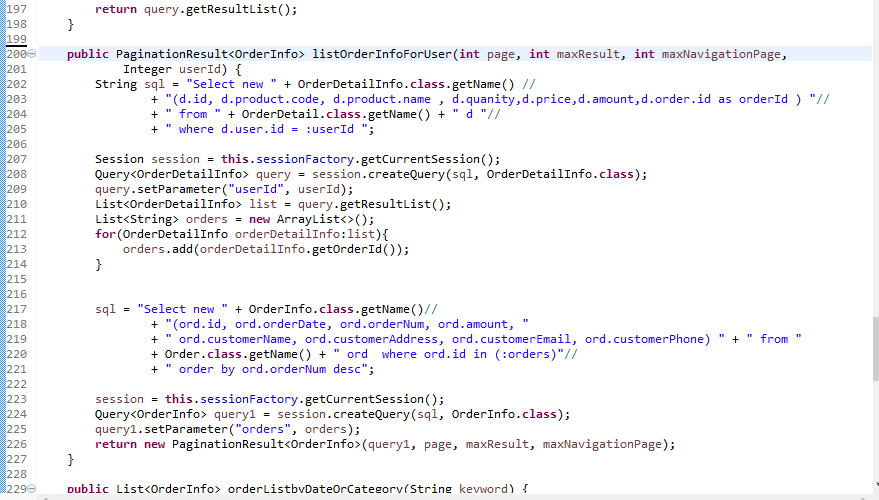 197 return query.getResultList();
198 }
199
200 public PaginationResult<OrderInfo> listOrderInfoForUser(int page, int maxResult, int maxNavigationPage,
201 Integer userId) {
202 String sql = "Select new " + OrderDetailInfo.class.getName() //
203 + "(d.id, d.product.code, d.product.name , d.quanity,d.price,d.amount,d.order.id as orderId ) "//
204 + " from " + OrderDetail.class.getName() + " d "//
205 + " where d.user.id = :userId ";
206
207 Session session = this.sessionFactory.getCurrentSession();
208 Query<OrderDetailInfo> query = session.createQuery(sql, OrderDetailInfo.class);
209 query.setParameter("userId", userId);
210 List<OrderDetailInfo> list = query.getResultList();
211 List<String> orders = new ArrayList<>();
212 for(OrderDetailInfo orderDetailInfo:list){
213 orders.add(orderDetailInfo.getOrderId());
214 }
215
216
217 sql = "Select new " + OrderInfo.class.getName()//
218 + "(ord.id, ord.orderDate, ord.orderNum, ord.amount, "
219 + " ord.customerName, ord.customerAddress, ord.customerEmail, ord.customerPhone) " + " from "
220 + Order.class.getName() + " ord  where ord.id in (:orders)"//
221 + " order by ord.orderNum desc";
222
223 session = this.sessionFactory.getCurrentSession();
224 Query<OrderInfo> query1 = session.createQuery(sql, OrderInfo.class);
225 query1.setParameter("orders", orders);
226 return new PaginationResult<OrderInfo>(query1, page, maxResult, maxNavigationPage);
227 }
228
229 public List<OrderInfo> orderListbyDateOrCategory(String keyword) {